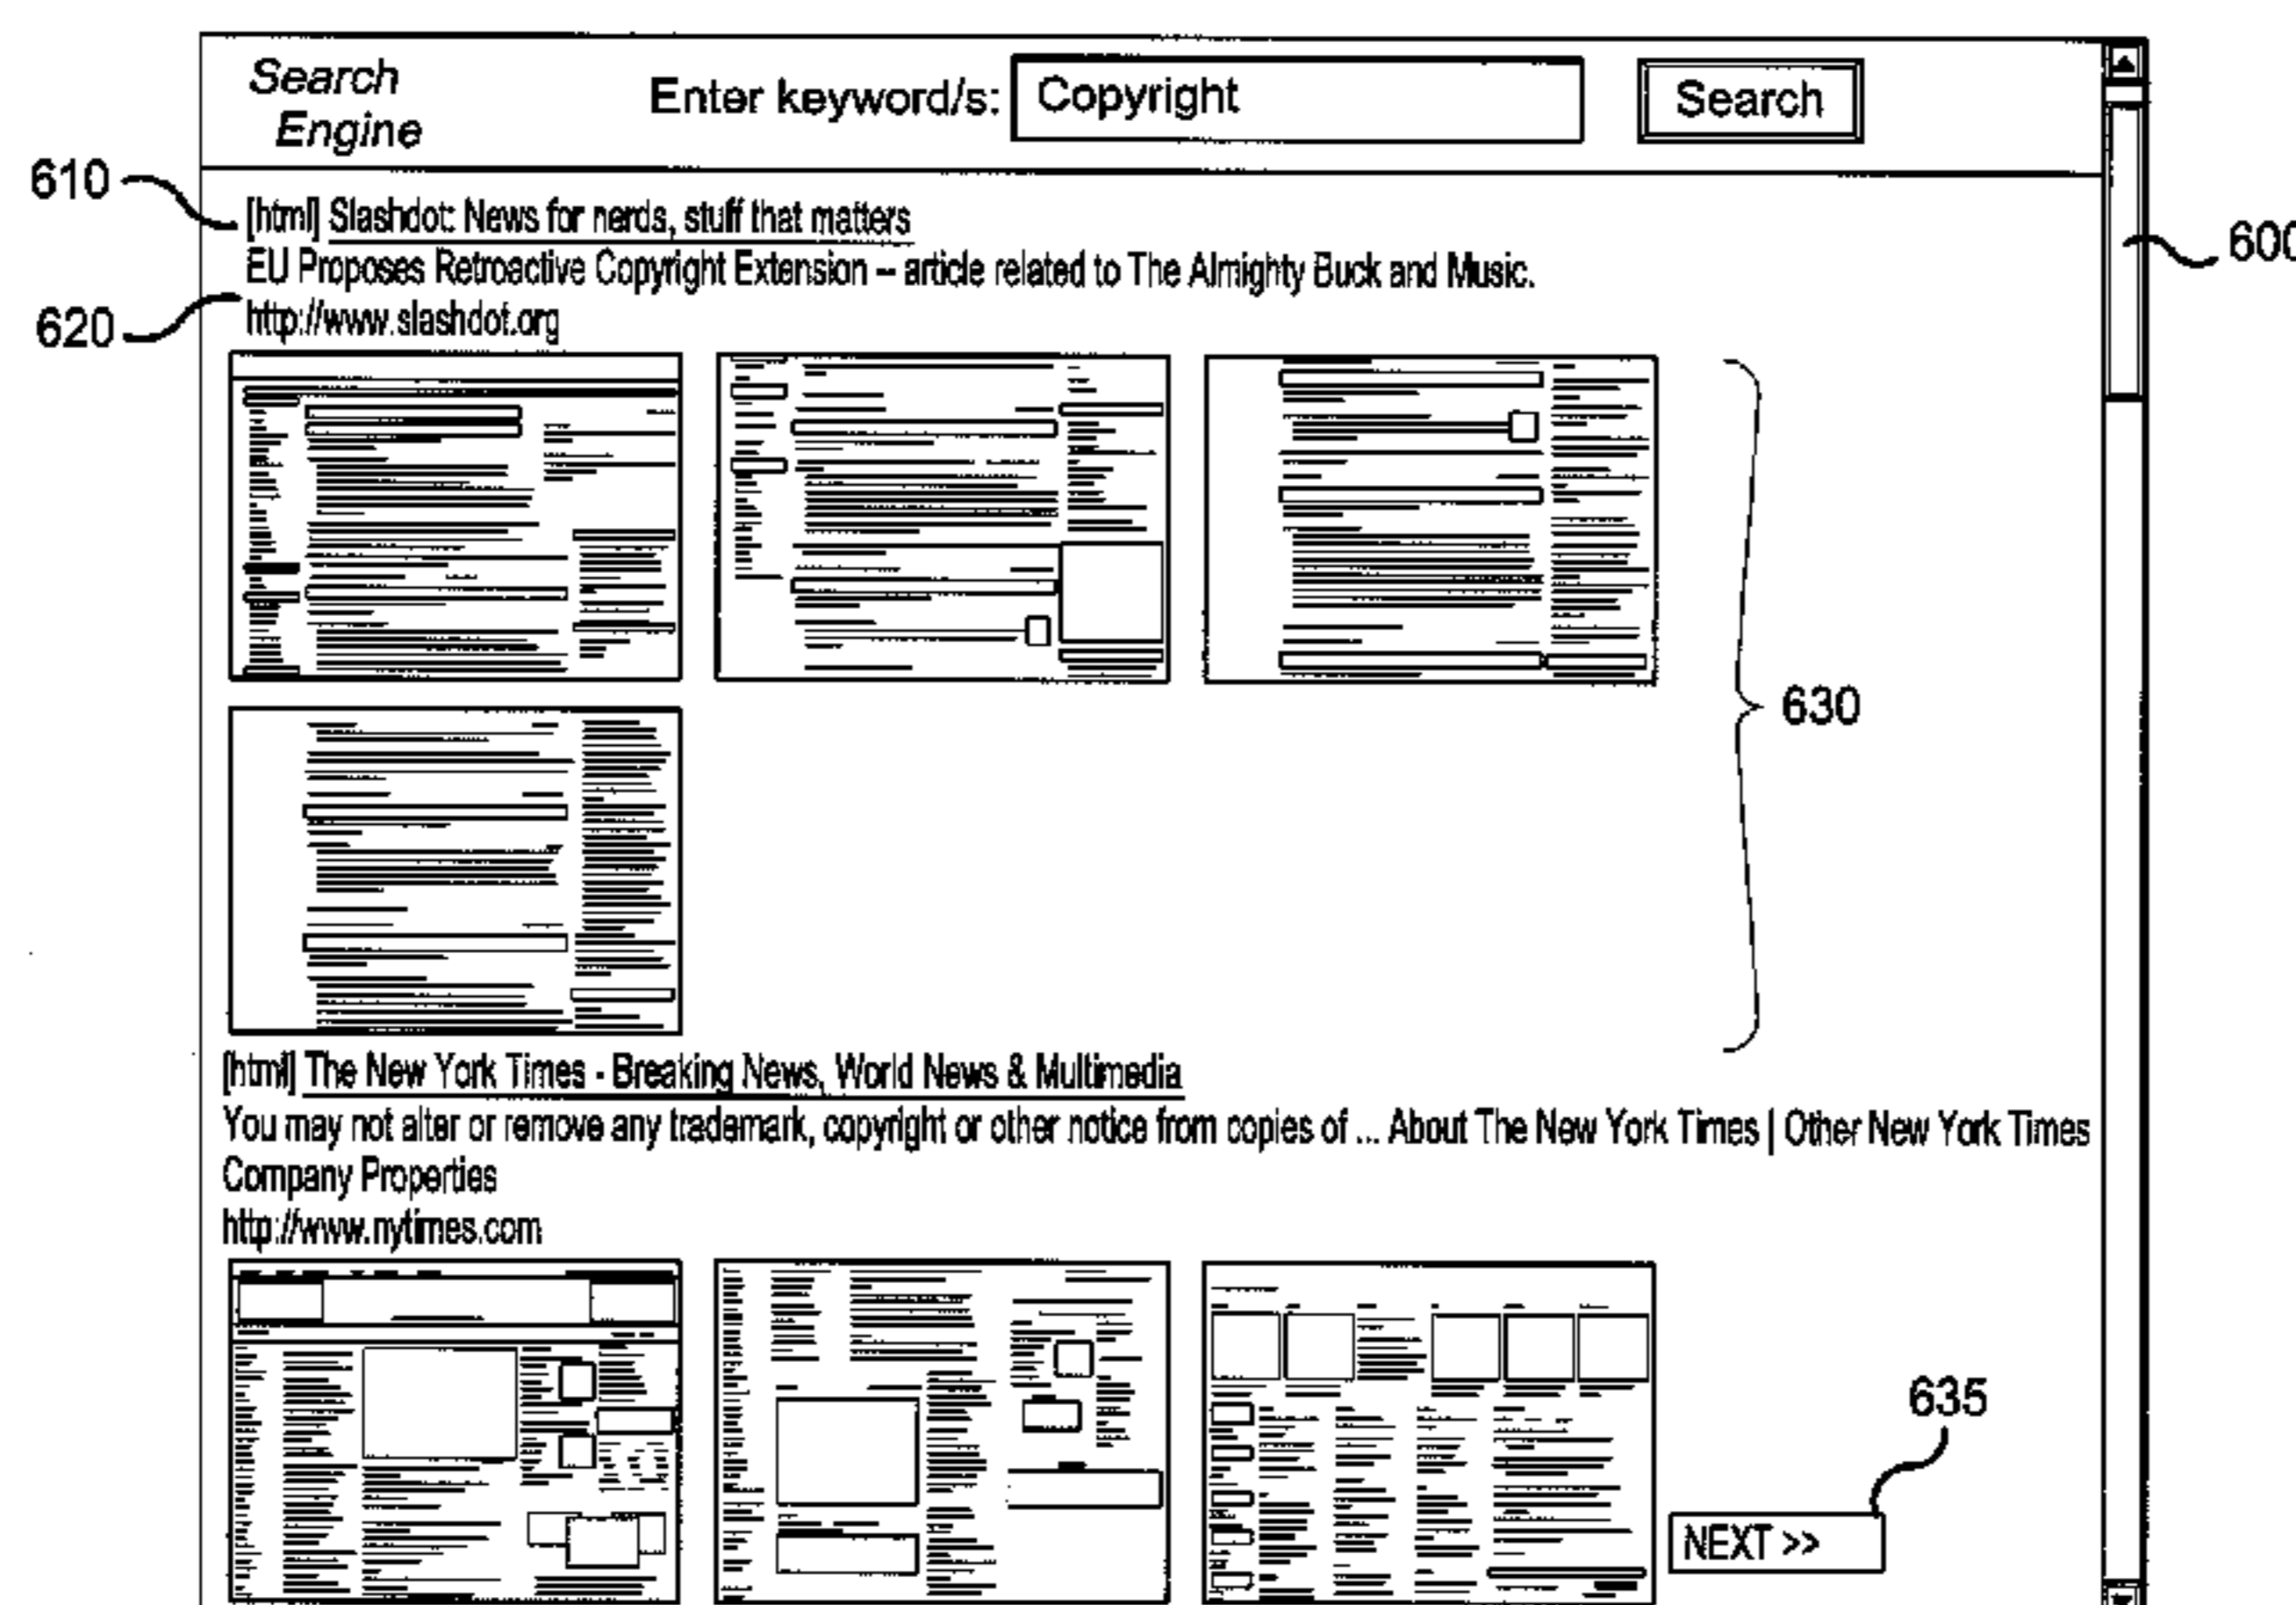 Search
Engine
Enter keyword/s: Copyright Search
610
[html] Slashdot: News for nerds, stuff that matters
600
EU Proposes Retroactive Copyright Extension – article related to The Almighty Buck and Music.
620
http://www.slashdot.org
630
[html] The New York Times - Breaking News, World News & Multimedia
You may not alter or remove any trademark, copyright or other notice from copies of ... About The New York Times | Other New York Times
Company Properties
http://www.nytimes.com
635
NEXT >>